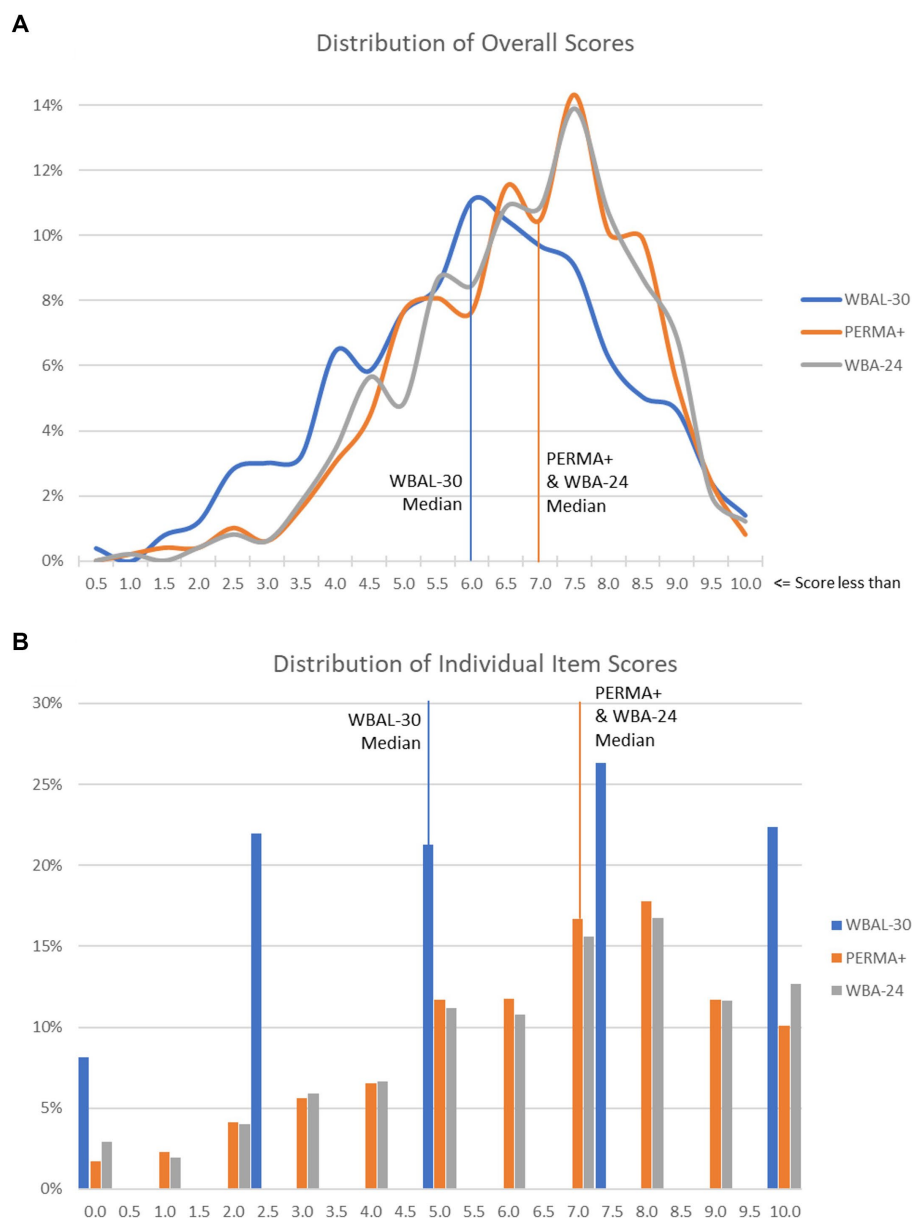 A
Distribution of Overall Scores
14%
12%
10%
8%
6%
4%
2%
0%
WBAL-30
PERMA+
WBA-24
WBAL-30
Median
PERMA+
& WBA-24
Median
0.5 1.0 1.5 2.0 2.5 3.0 3.5 4.0 4.5 5.0 5.5 6.0 6.5 7.0 7.5 8.0 8.5 9.0 9.5 10.0 <= Score less than
B
Distribution of Individual Item Scores
30%
25%
20%
15%
10%
5%
0%
WBAL-30
Median
PERMA+
& WBA-24
Median
WBAL-30
PERMA+
WBA-24
0.0 0.5 1.0 1.5 2.0 2.5 3.0 3.5 4.0 4.5 5.0 5.5 6.0 6.5 7.0 7.5 8.0 8.5 9.0 9.5 10.0